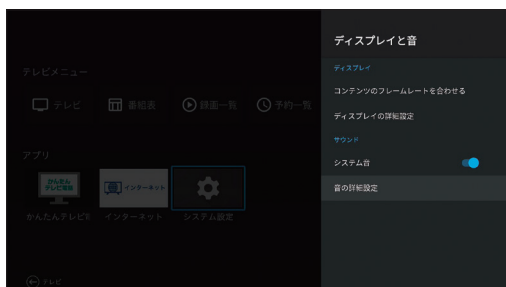 ディスプレイと音
ディスプレイ
コンテンツのフレームレートを合わせる
ディスプレイの詳細設定
サウンド
システム音
音の詳細設定
テレビメニュー
テレビ
番組表
録画一覧
予約一覧
アプリ
かんたん
テレビ電話
インターネット
かんたんテレビ電
インターネット
システム設定
テレビ